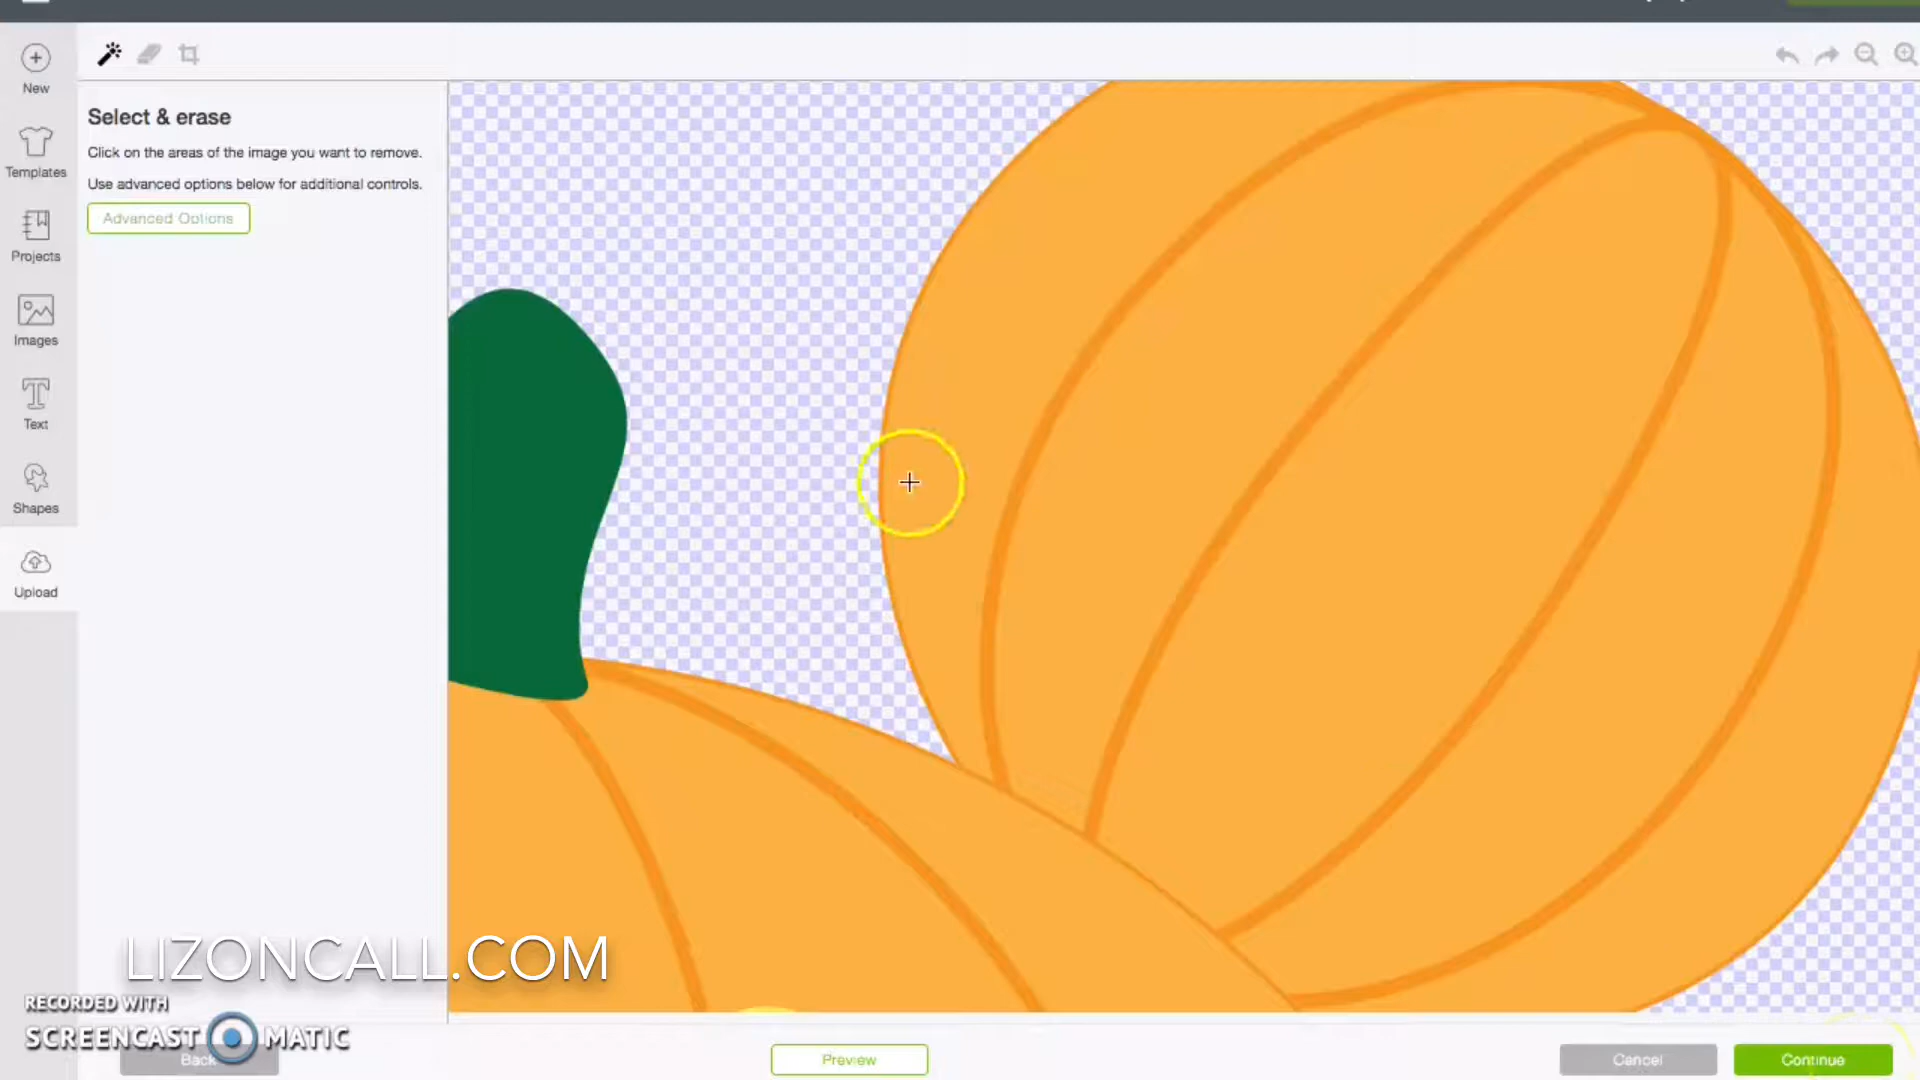 New
Templates
Projects
Images
Text
Shapes
Upload
Select & erase
Click on the areas of the image you want to remove.
Use advanced options below for additional controls.
Advanced Options
LIZONCALL.COM
RECORDED WITH
SCREENCAST MATIC
Back
Preview
Cancel
Continue